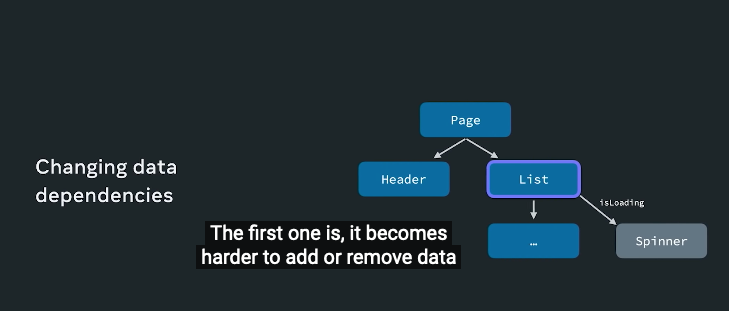 Page
Changing data
dependencies
Header
List
isLoading
…
Spinner
The first one is, it becomes
harder to add or remove data